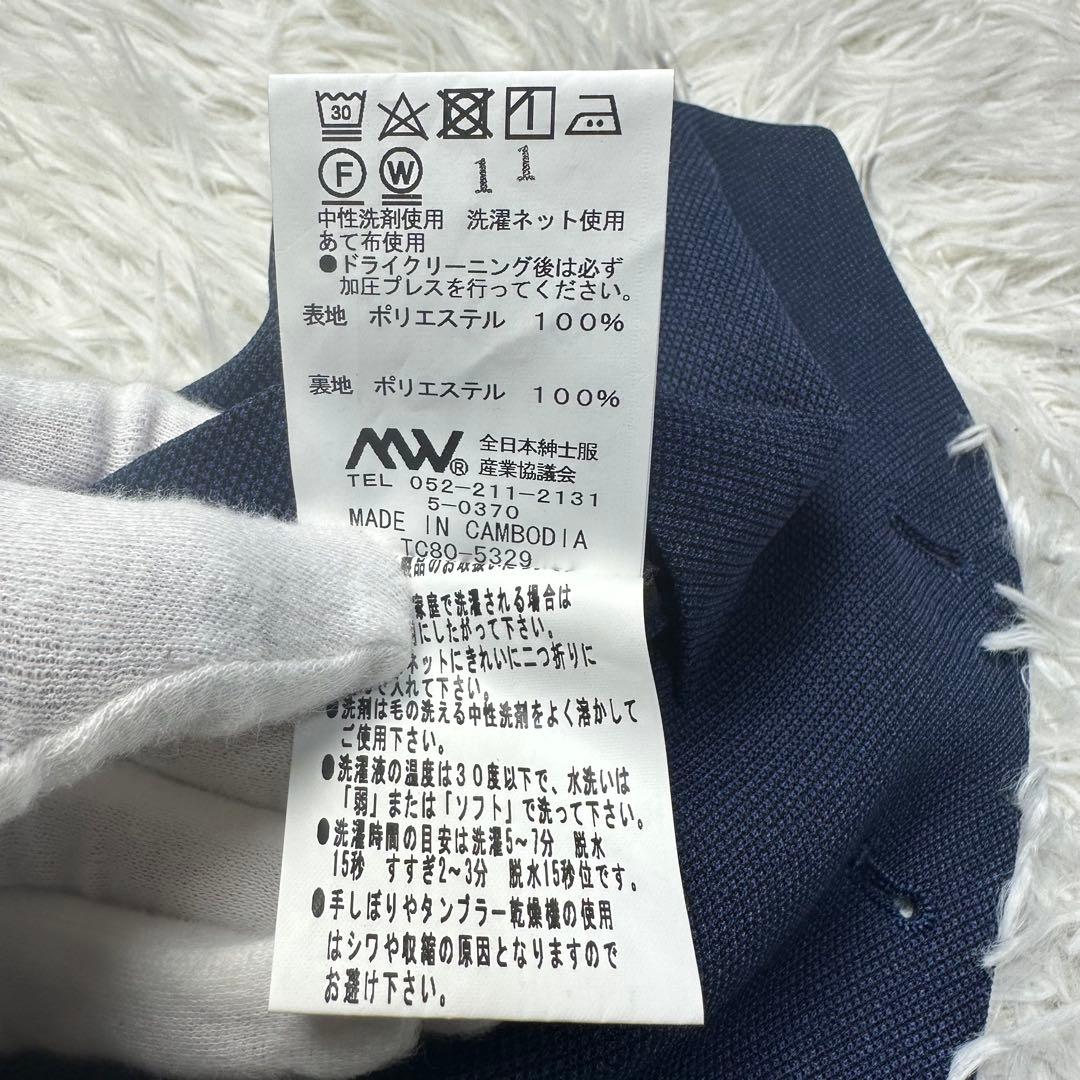 30
F W 1 1
中性洗剤使用 洗濯ネット使用
あて布使用
●ドライクリーニング後は必ず
加圧プレスを行ってください。
表地 ポリエステル 100%
裏地 ポリエステル 100%
MW® 全日本紳士服
産業協議会
TEL 052-211-2131
5-0370
MADE IN CAMBODIA
TC80-5329
家庭で洗濯される場合は
にしたがって下さい。
ネットにきれいに二つ折りに
入れて下さい。
●洗剤は毛の洗える中性洗剤をよく溶かして
ご使用下さい。
●洗濯液の温度は30度以下で、水洗いは
「弱」または「ソフト」で洗って下さい。
●洗濯時間の目安は洗濯5~7分 脱水
15秒 すすぎ2~3分 脱水15秒位です。
●手しぼりやタンブラー乾燥機の使用
はシワや収縮の原因となりますので
お避け下さい。